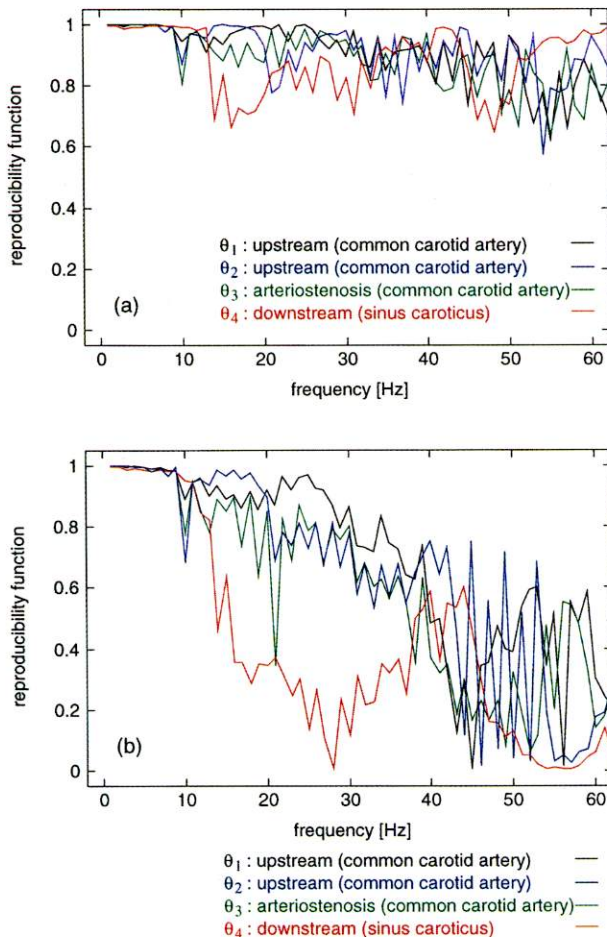 reproducibility function
1
0.8
0.6
0.4
0.2
0
θ1 : upstream (common carotid artery)
θ2 : upstream (common carotid artery)
θ3 : arteriostenosis (common carotid artery)
θ4 : downstream (sinus caroticus)
(a)
0 10 20 30 40 50 60
frequency [Hz]
reproducibility function
1
0.8
0.6
0.4
0.2
0
(b)
0 10 20 30 40 50 60
frequency [Hz]
θ1 : upstream (common carotid artery)
θ2 : upstream (common carotid artery)
θ3 : arteriostenosis (common carotid artery)
θ4 : downstream (sinus caroticus)